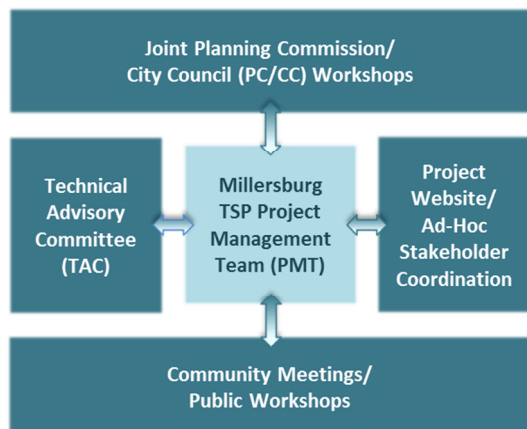 Joint Planning Commission/
City Council (PC/CC) Workshops
Technical
Advisory
Committee
(TAC)
Millersburg
TSP Project
Management
Team (PMT)
Project
Website/
Ad-Hoc
Stakeholder
Coordination
Community Meetings/
Public Workshops